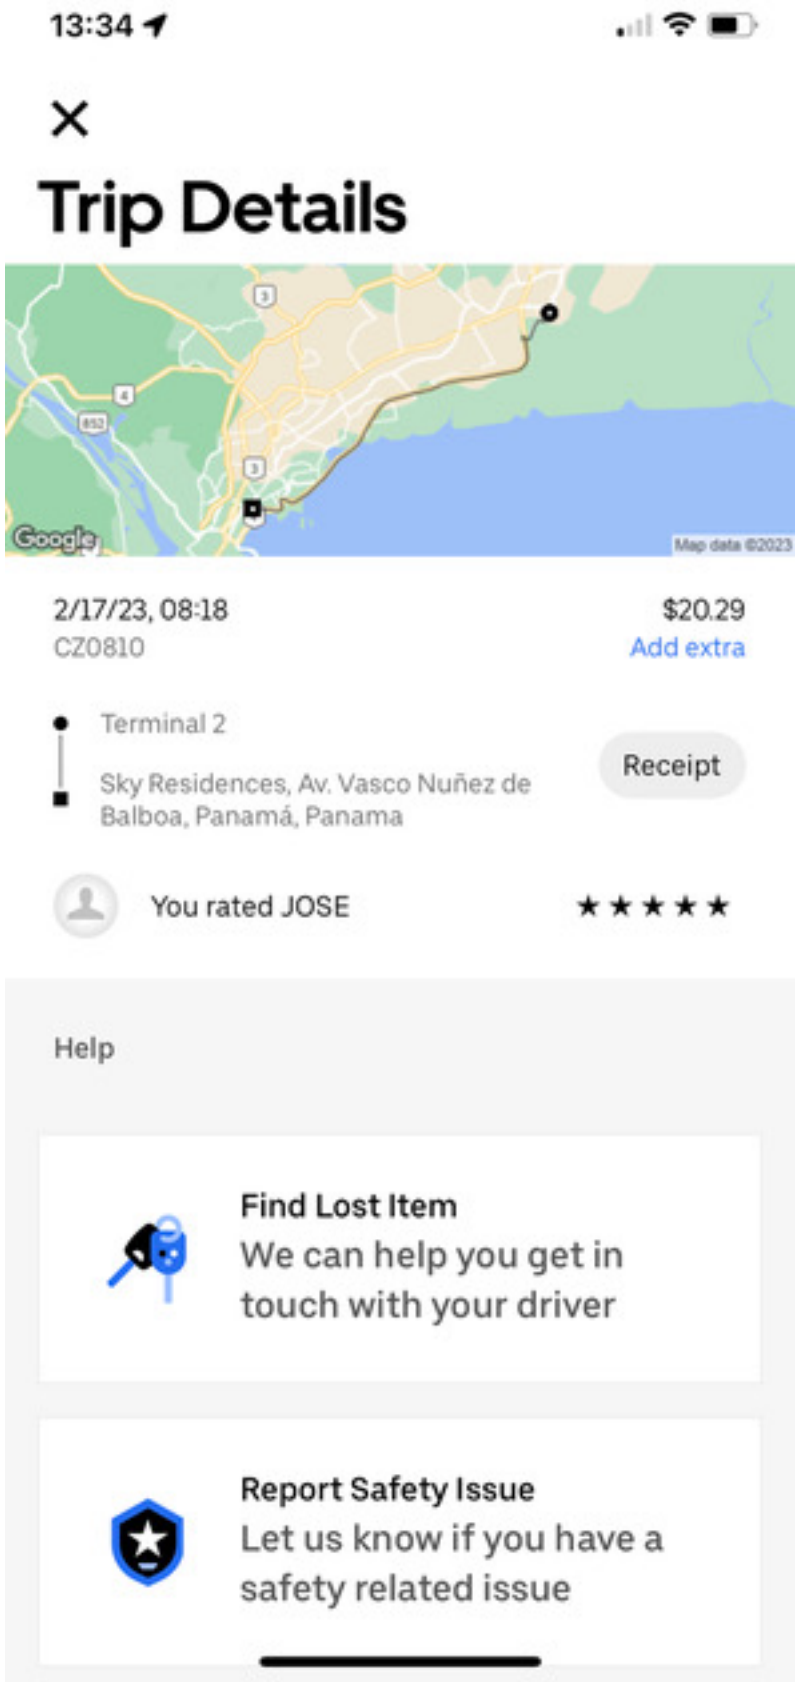 13:34
Trip Details
3
4
852
3
Google
Map data ©2023
2/17/23, 08:18
$20.29
CZ0810
Add extra
Terminal 2
Receipt
Sky Residences, Av. Vasco Nuñez de
Balboa, Panamá, Panama
You rated JOSE
Help
Find Lost Item
We can help you get in
touch with your driver
Report Safety Issue
Let us know if you have a
safety related issue